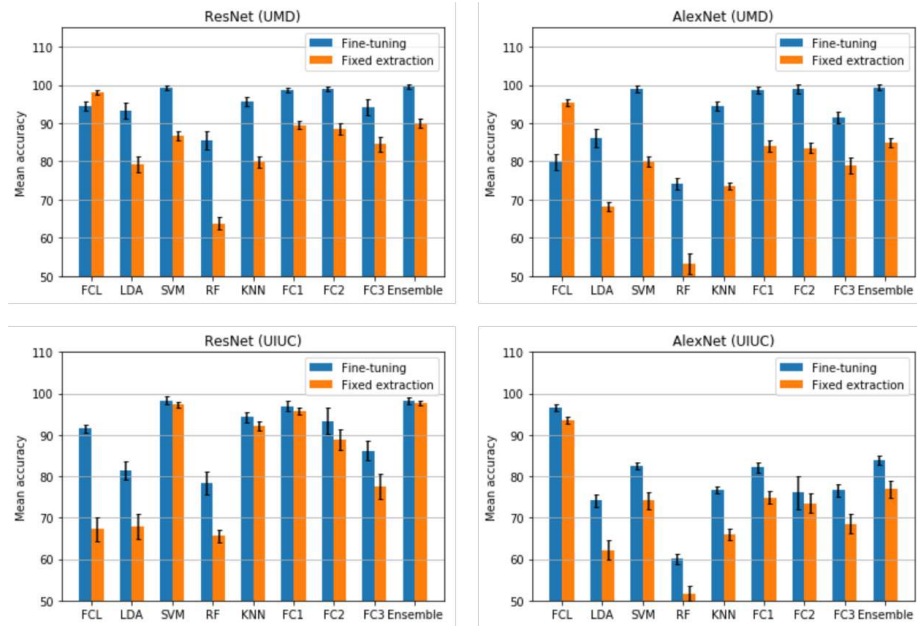 ResNet (UMD)
Mean accuracy
110
100
90
80
70
60
50
Fine-tuning
Fixed extraction
FCL LDA SVM RF KNN FC1 FC2 FC3 Ensemble
AlexNet (UMD)
Mean accuracy
110
100
90
80
70
60
50
Fine-tuning
Fixed extraction
FCL LDA SVM RF KNN FC1 FC2 FC3 Ensemble
ResNet (UIUC)
Mean accuracy
110
100
90
80
70
60
50
Fine-tuning
Fixed extraction
FCL LDA SVM RF KNN FC1 FC2 FC3 Ensemble
AlexNet (UIUC)
Mean accuracy
110
100
90
80
70
60
50
Fine-tuning
Fixed extraction
FCL LDA SVM RF KNN FC1 FC2 FC3 Ensemble